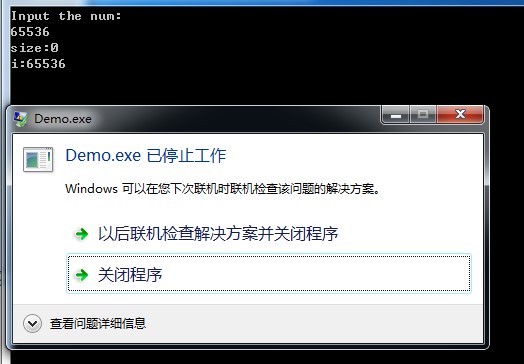 Input the num:
65536
size:0
i:65536
Demo.exe
Demo.exe 已停止工作
Windows 可以在您下次联机时联机检查该问题的解决方案。
以后联机检查解决方案并关闭程序
关闭程序
查看问题详细信息